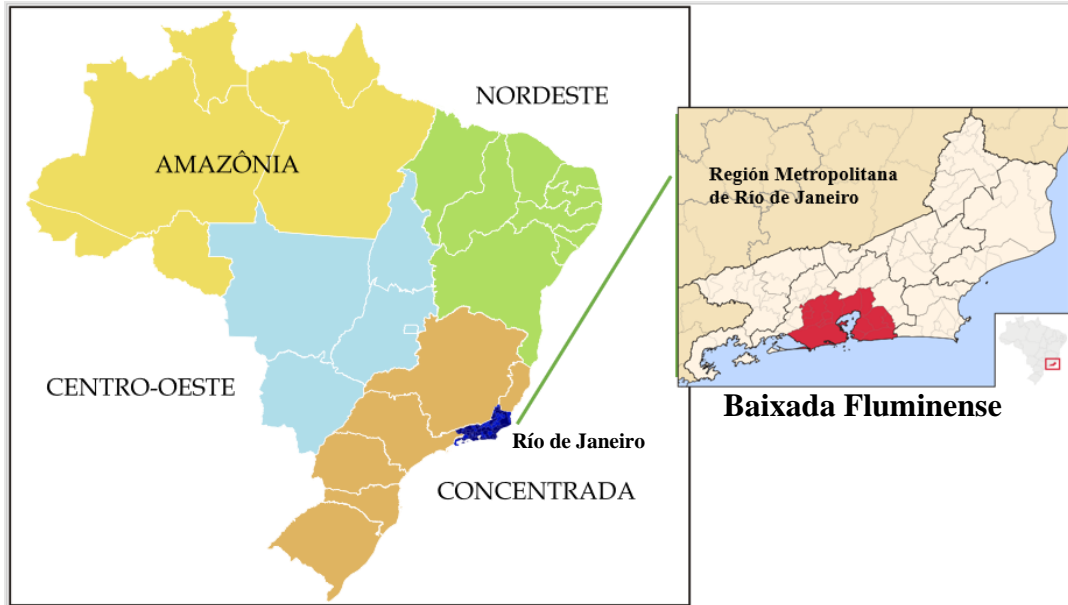 NORDESTE
AMAZÔNIA
Región Metropolitana
de Río de Janeiro
CENTRO-OESTE
Baixada Fluminense
Río de Janeiro
CONCENTRADA